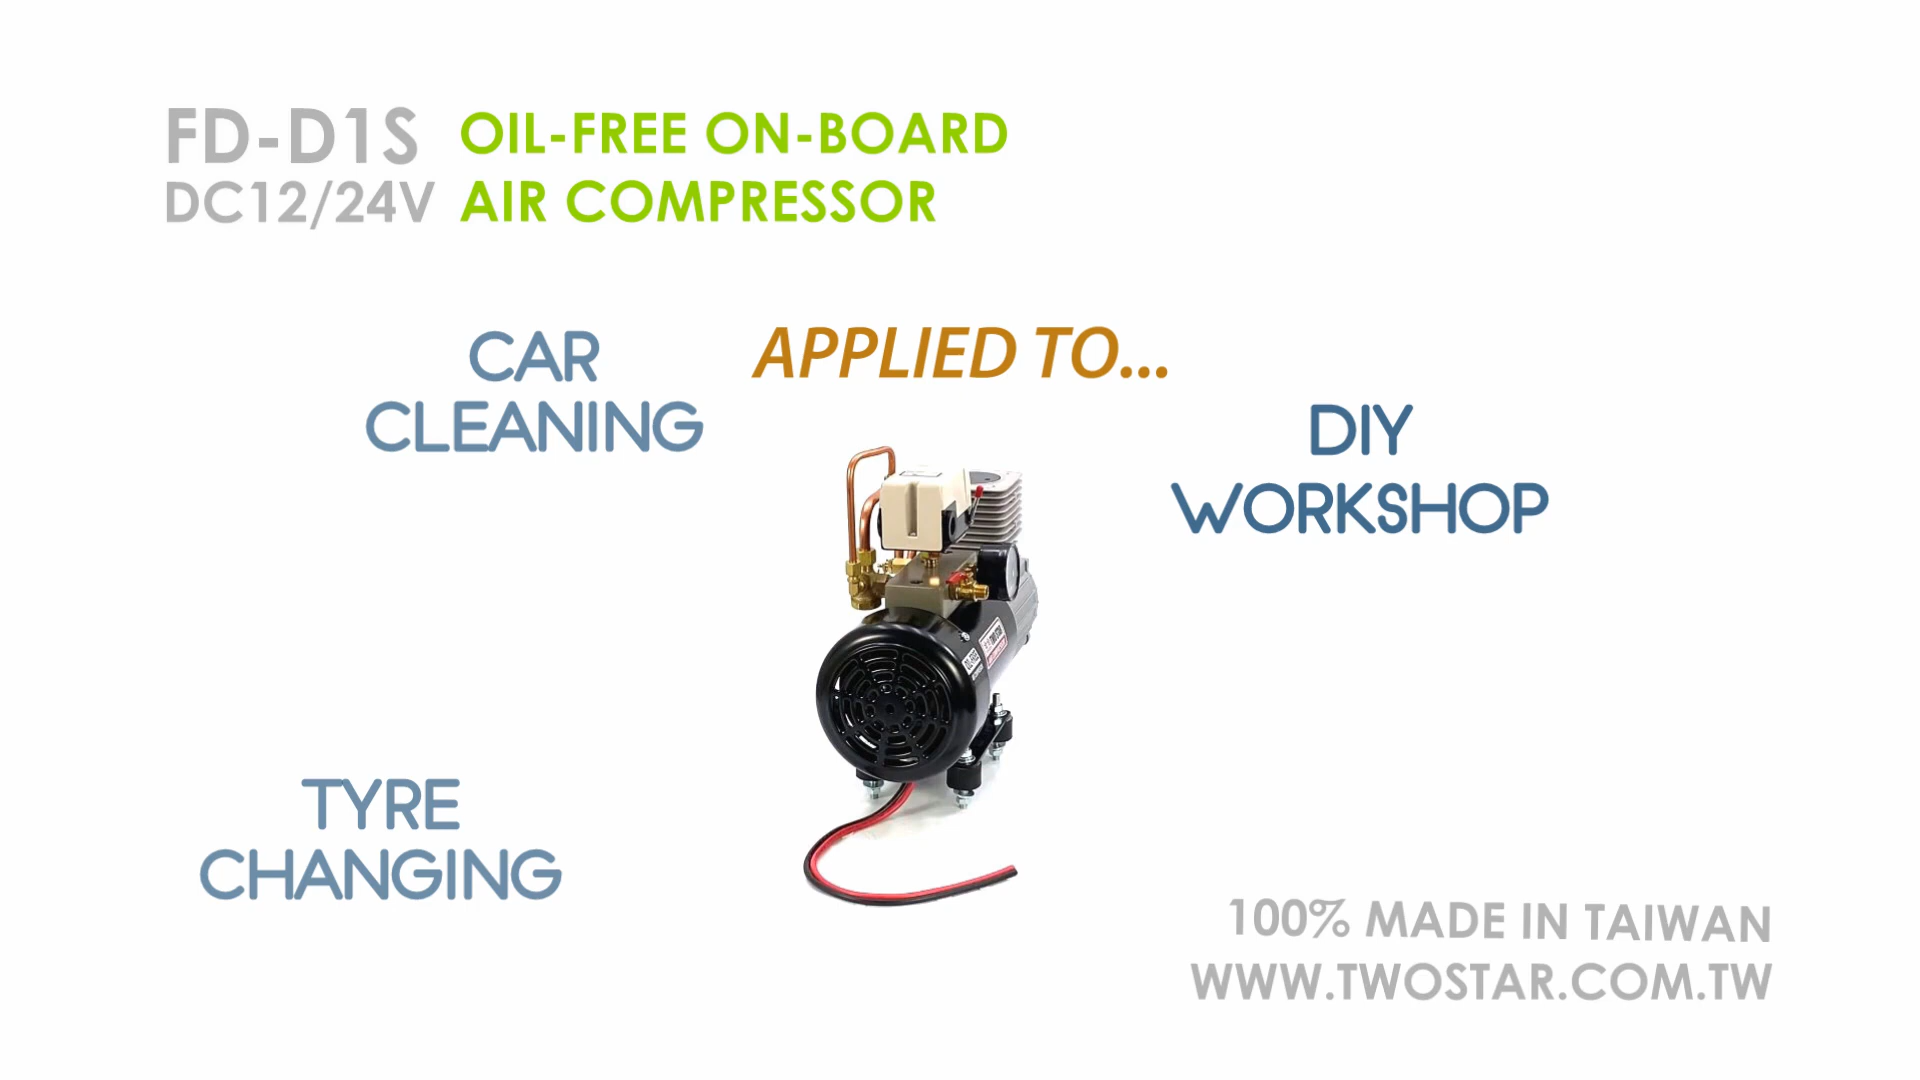 FD-D1S OIL-FREE ON-BOARD
DC12/24V AIR COMPRESSOR
APPLIED TO...
CAR
CLEANING
DIY
WORKSHOP
TYRE
CHANGING
100% MADE IN TAIWAN
WWW.TWOSTAR.COM.TW